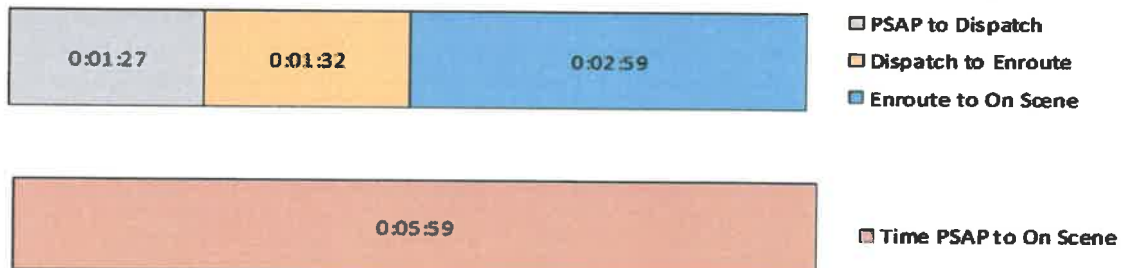 0:01:27 0:01:32 0:02:59
PSAP to Dispatch
Dispatch to Enroute
Enroute to On Scene
0:05:59
Time PSAP to On Scene